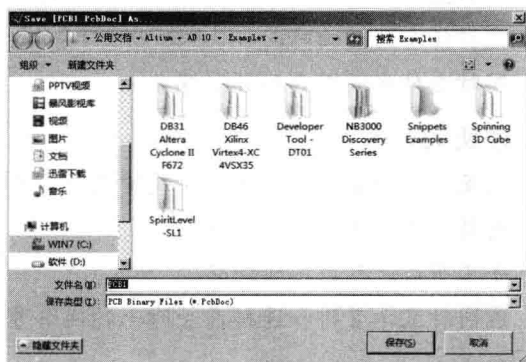 Save [PCB1 PcbDoc] As
公用文档 - Altium - AD 10 - Examples -
搜索 Examples
组织
新建文件夹
PPTV视频
暴风影视库
视频
图片
文档
迅雷下载
音乐
计算机
WIN7 (C:)
软件 (D:)
DB31
Altera
Cyclone II
F672
DB46
Xilinx
Virtex4-XC
4VSX35
Developer
Tool -
DT01
NB3000
Discovery
Series
Snippets
Examples
Spinning
3D Cube
SpiritLevel
-SL1
文件名(N)
PCB1
保存类型(T)
PCB Binary Files (*.PcbDoc)
隐藏文件夹
保存(S)
取消